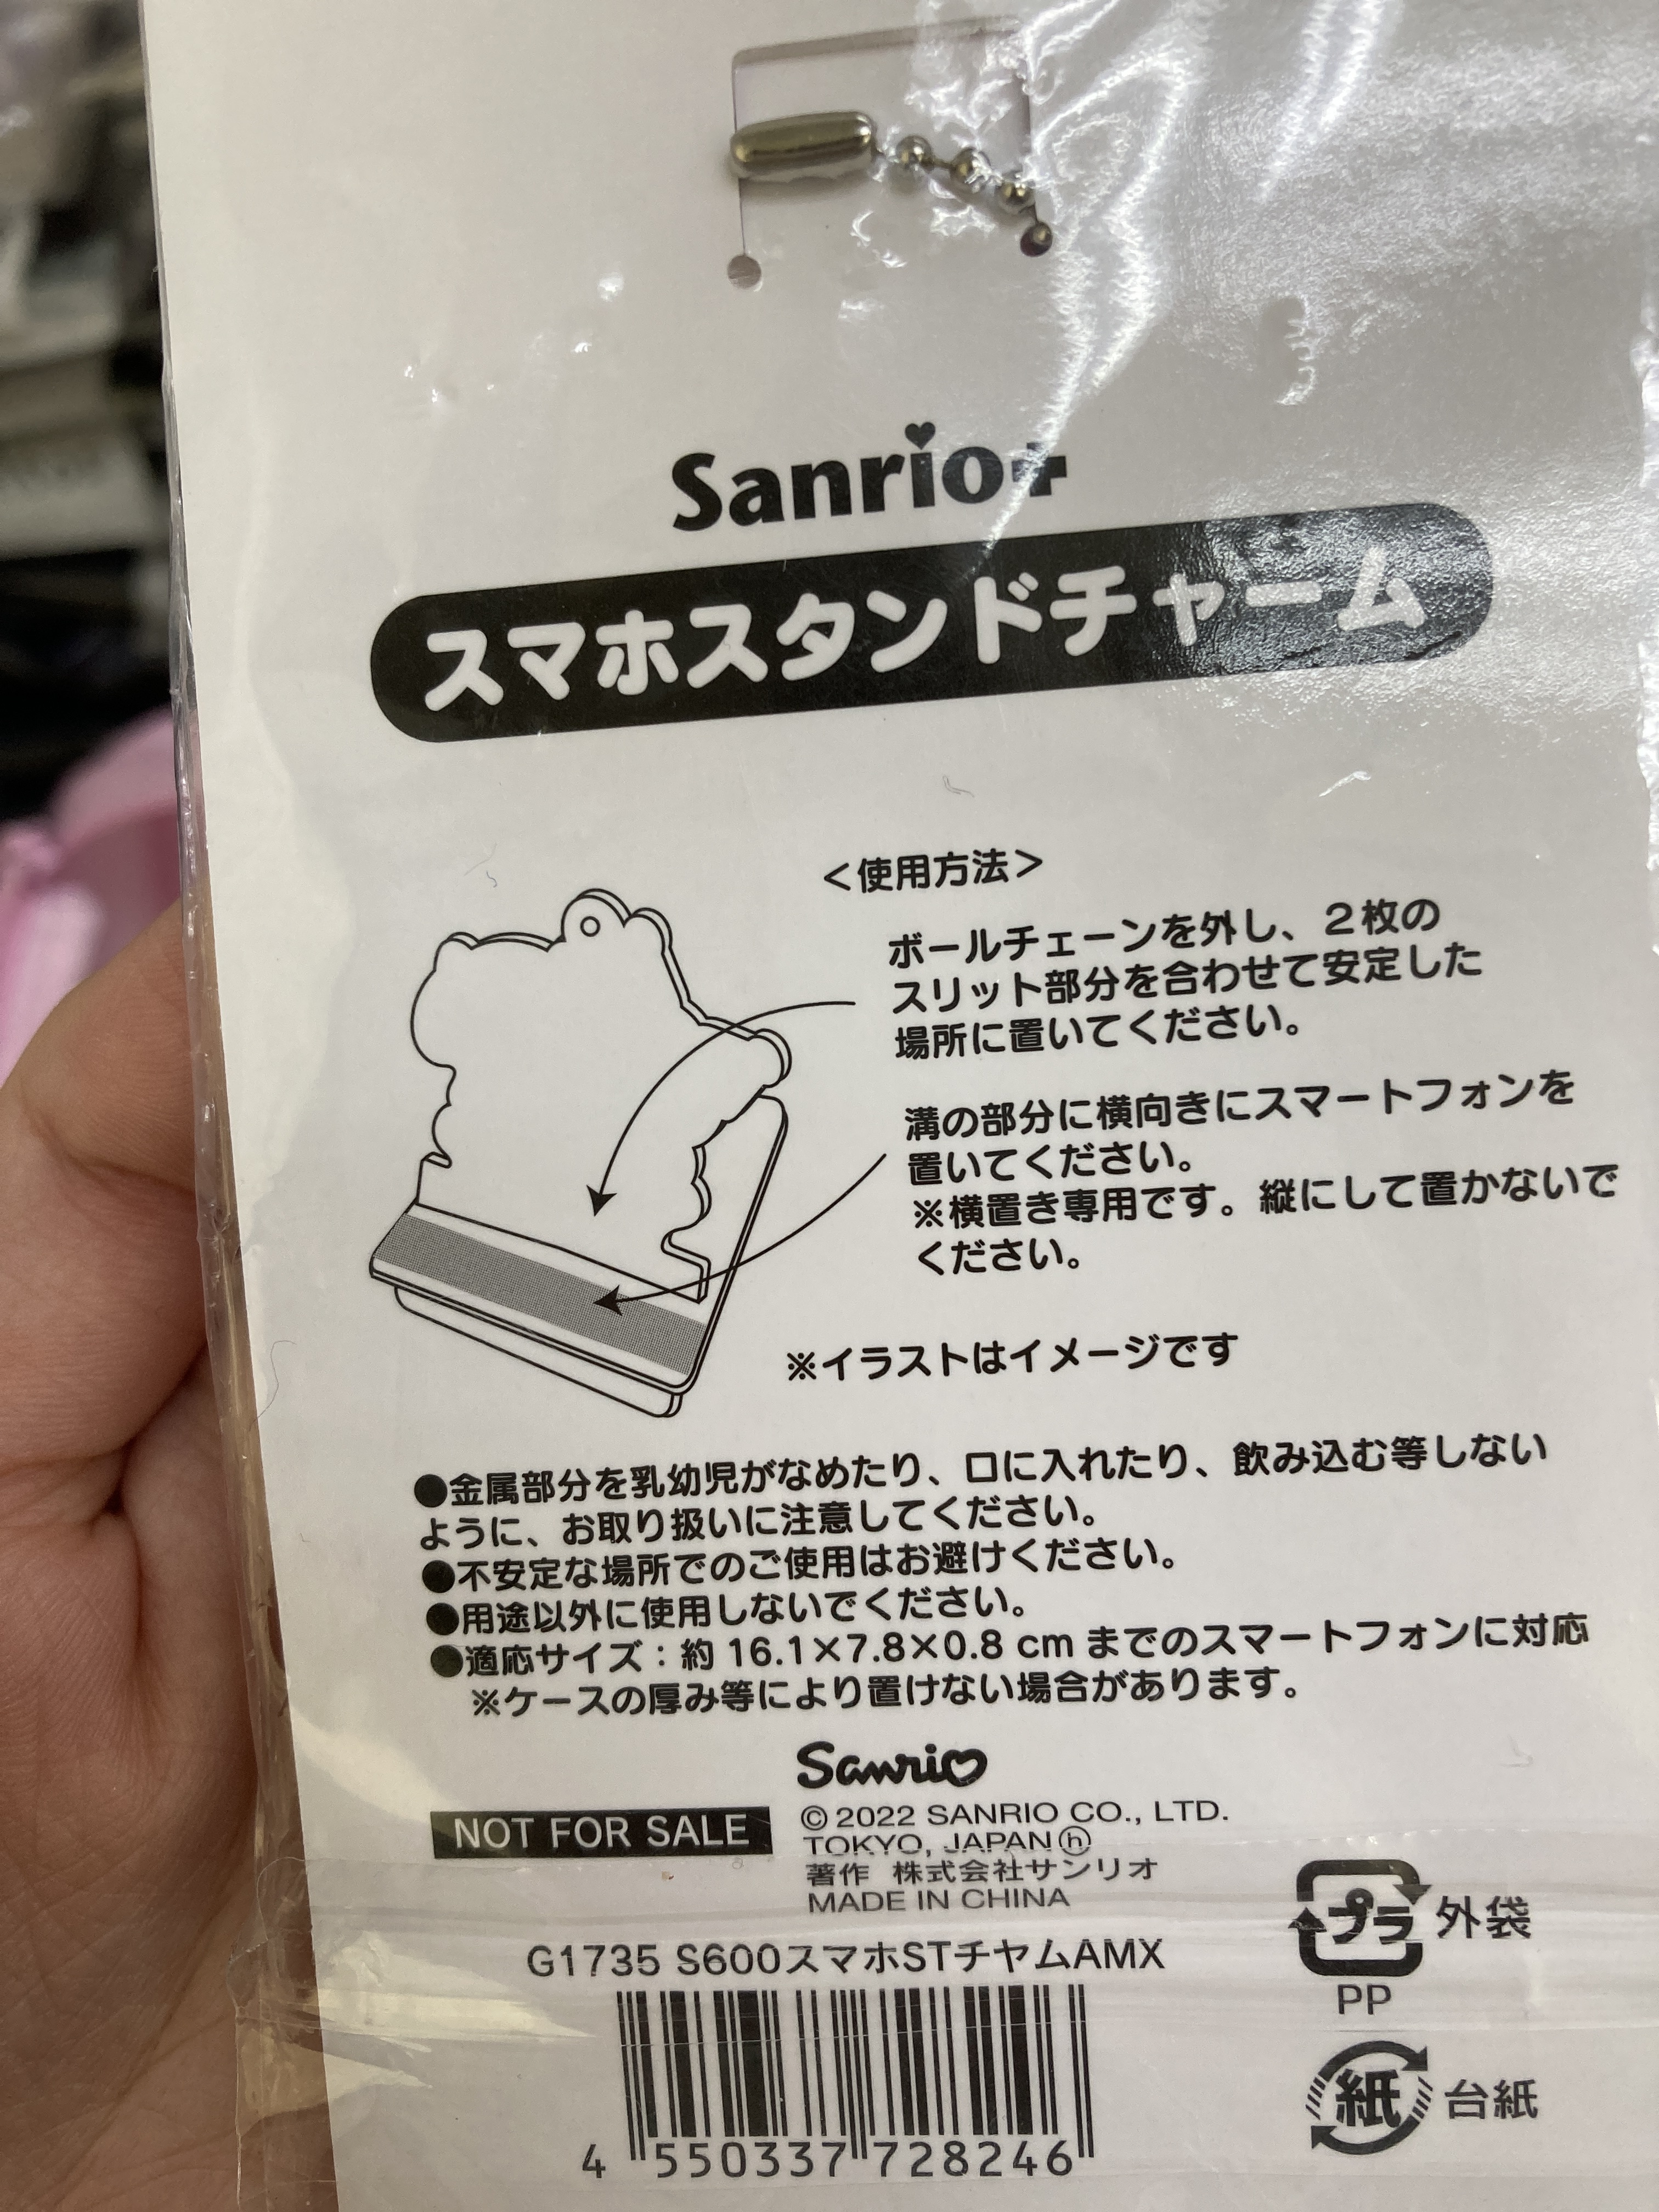 Sanrio+
スマホスタンドチャーム
＜使用方法＞
ボールチェーンを外し、2枚の
スリット部分を合わせて安定した
場所に置いてください。
溝の部分に横向きにスマートフォンを
置いてください。
※横置き専用です。縦にして置かないで
ください。
※イラストはイメージです
●金属部分を乳幼児がなめたり、口に入れたり、飲み込む等しない
ように、お取り扱いに注意してください。
●不安定な場所でのご使用はお避けください。
●用途以外に使用しないでください。
●適応サイズ：約 16.1×7.8×0.8 cm までのスマートフォンに対応
※ケースの厚み等により置けない場合があります。
Sanrio
NOT FOR SALE
© 2022 SANRIO CO., LTD.
TOKYO, JAPAN ⓗ
著作 株式会社サンリオ
MADE IN CHINA
プラ 外袋
PP
G1735 S600スマホSTチヤムAMX
紙 台紙
4 550337 728246